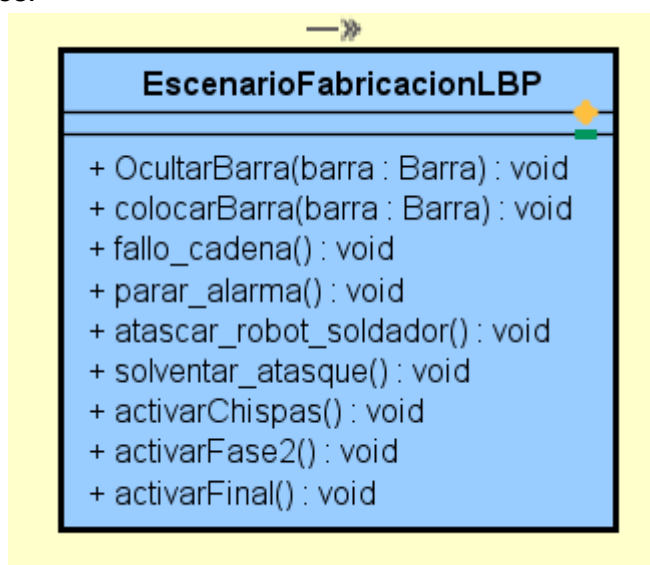 EscenarioFabricacionLBP
+ OcultarBarra(barra : Barra) : void
+ colocarBarra(barra : Barra) : void
+ fallo_cadena() : void
+ parar_alarma() : void
+ atascar_robot_soldador() : void
+ solventar_atasque() : void
+ activarChispas() : void
+ activarFase2() : void
+ activarFinal() : void